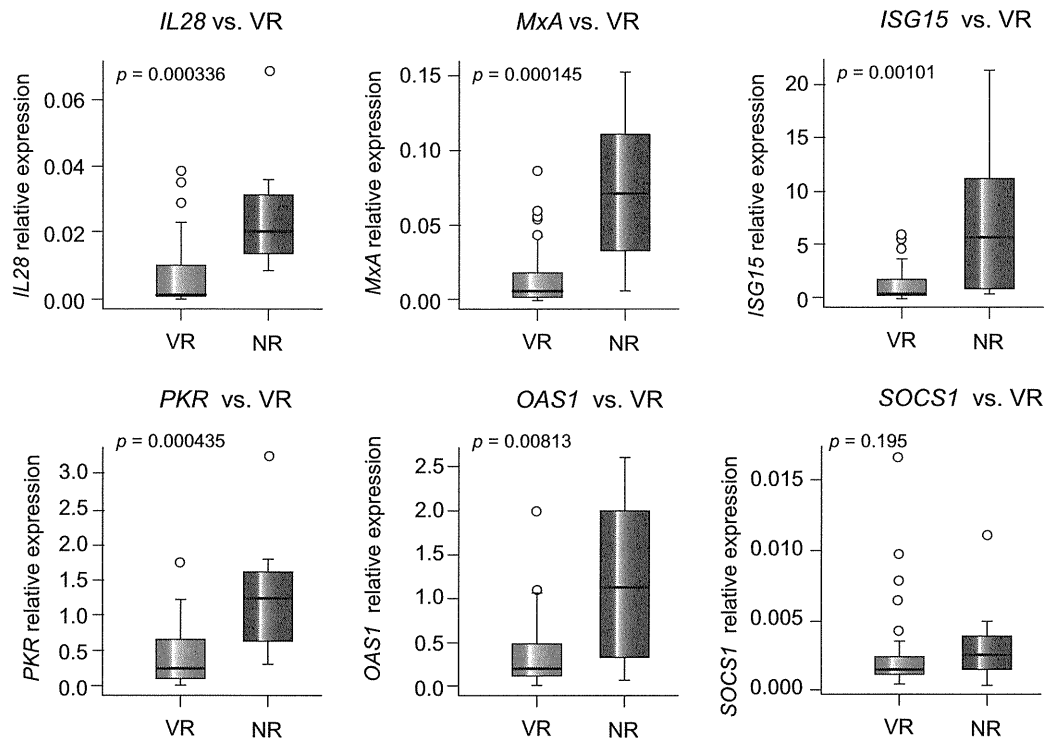 IL28 vs. VR
p = 0.000336
IL28 relative expression
0.06
0.04
0.02
0.00
VR NR
MxA vs. VR
p = 0.000145
MxA relative expression
0.15
0.10
0.05
0.00
VR NR
ISG15 vs. VR
p = 0.00101
ISG15 relative expression
20
15
10
5
0
VR NR
PKR vs. VR
p = 0.000435
PKR relative expression
3.0
2.5
2.0
1.5
1.0
0.5
0.0
VR NR
OAS1 vs. VR
p = 0.00813
OAS1 relative expression
2.5
2.0
1.5
1.0
0.5
0.0
VR NR
SOCS1 vs. VR
p = 0.195
SOCS1 relative expression
0.015
0.010
0.005
0.000
VR NR